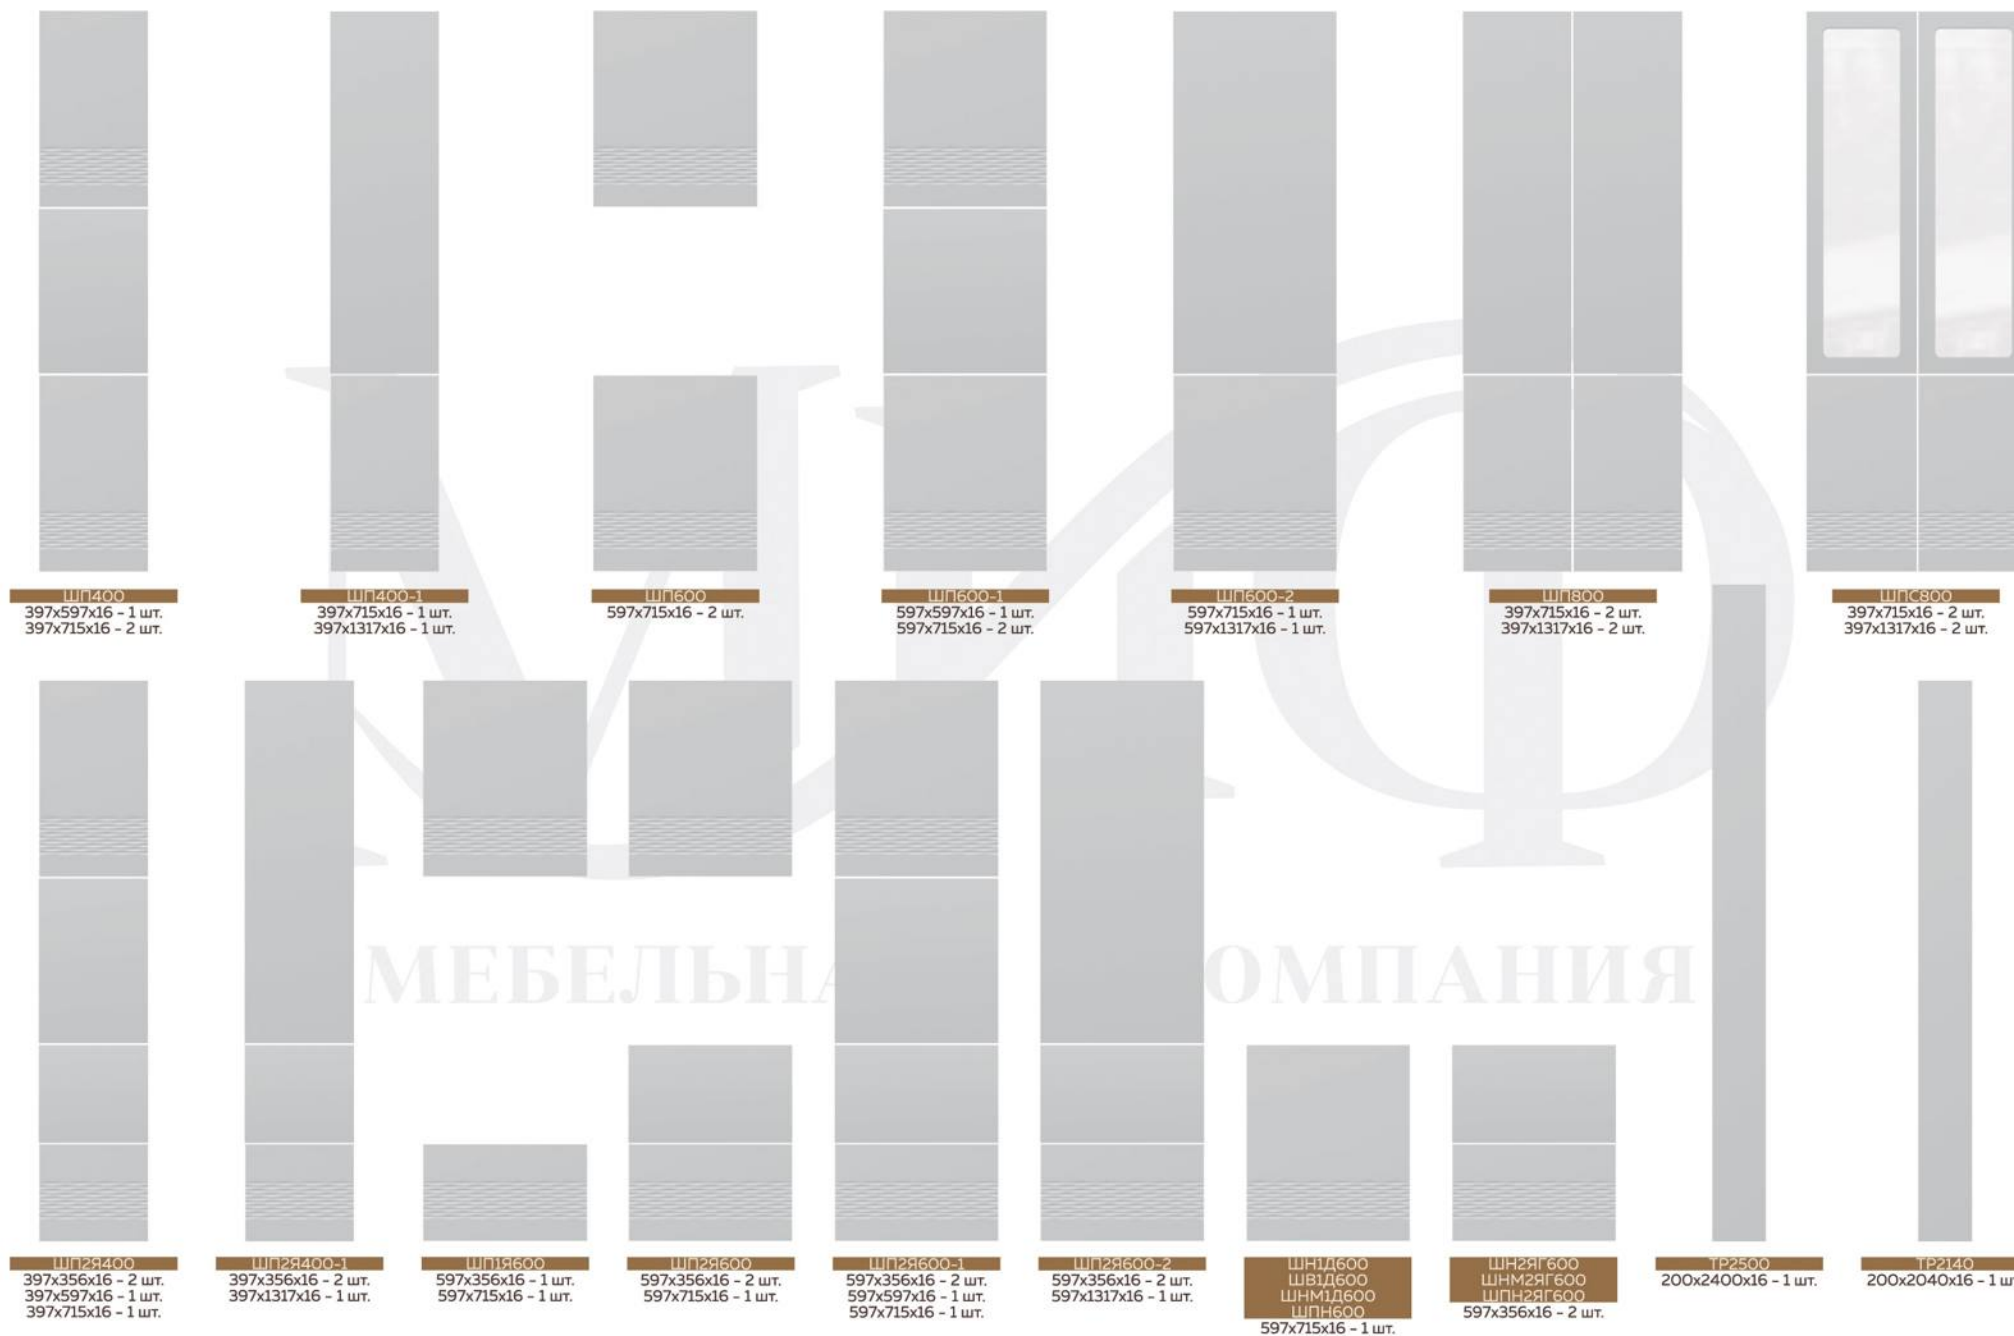 ШП400
397x597x16 - 1 шт.
397x715x16 - 2 шт.
ШП400-1
397x715x16 - 1 шт.
397x1317x16 - 1 шт.
ШП600
597x715x16 - 2 шт.
ШП600-1
597x597x16 - 1 шт.
597x715x16 - 2 шт.
ШП600-2
597x715x16 - 1 шт.
597x1317x16 - 1 шт.
ШП800
397x715x16 - 2 шт.
397x1317x16 - 2 шт.
ШПС800
397x715x16 - 2 шт.
397x1317x16 - 2 шт.
МИФ
МЕБЕЛЬНА ОМПАНИЯ
ШП2Я400
397x356x16 - 2 шт.
397x597x16 - 1 шт.
397x715x16 - 1 шт.
ШП2Я400-1
397x356x16 - 2 шт.
397x1317x16 - 1 шт.
ШП1Я600
597x356x16 - 1 шт.
597x715x16 - 1 шт.
ШП2Я600
597x356x16 - 2 шт.
597x715x16 - 1 шт.
ШП2Я600-1
597x356x16 - 2 шт.
597x597x16 - 1 шт.
597x715x16 - 1 шт.
ШП2Я600-2
597x356x16 - 2 шт.
597x1317x16 - 1 шт.
ШН1Д600
ШВ1Д600
ШНМ1Д600
ШПН600
597x715x16 - 1 шт.
ШН2ЯГ600
ШНМ2ЯГ600
ШПН2ЯГ600
597x356x16 - 2 шт.
ТР2500
200x2400x16 - 1 шт.
ТР2140
200x2040x16 - 1 шт